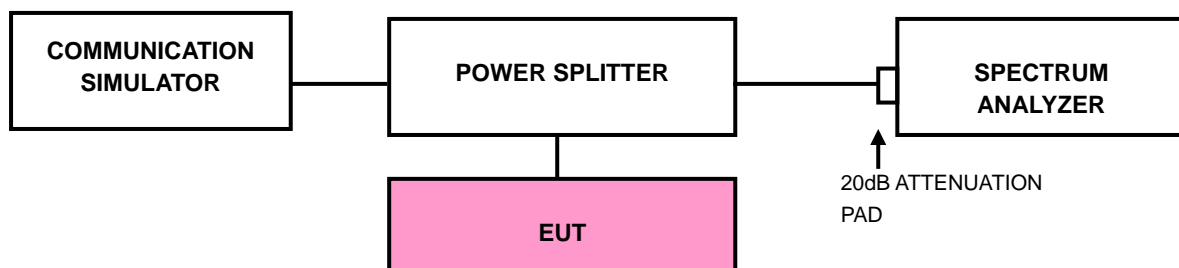 COMMUNICATION
SIMULATOR
POWER SPLITTER
SPECTRUM
ANALYZER
20dB ATTENUATION
PAD
EUT